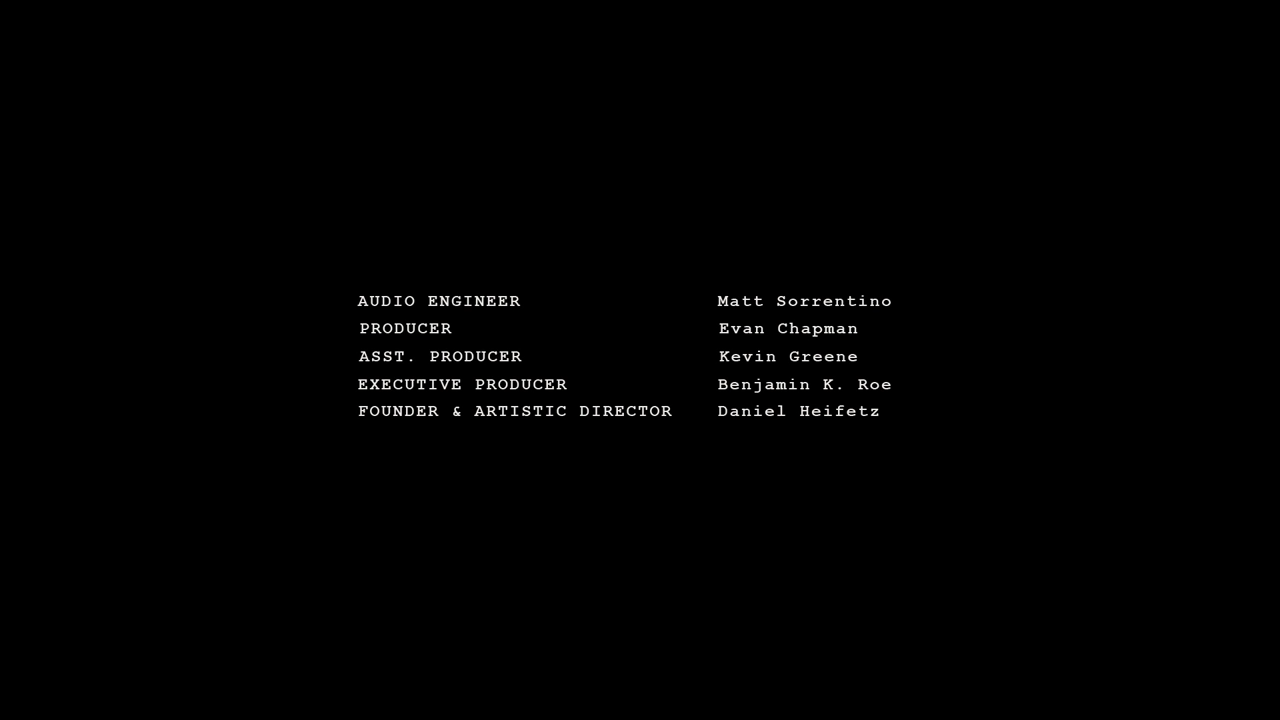 AUDIO ENGINEER Matt Sorrentino
PRODUCER Evan Chapman
ASST. PRODUCER Kevin Greene
EXECUTIVE PRODUCER Benjamin K. Roe
FOUNDER & ARTISTIC DIRECTOR Daniel Heifetz